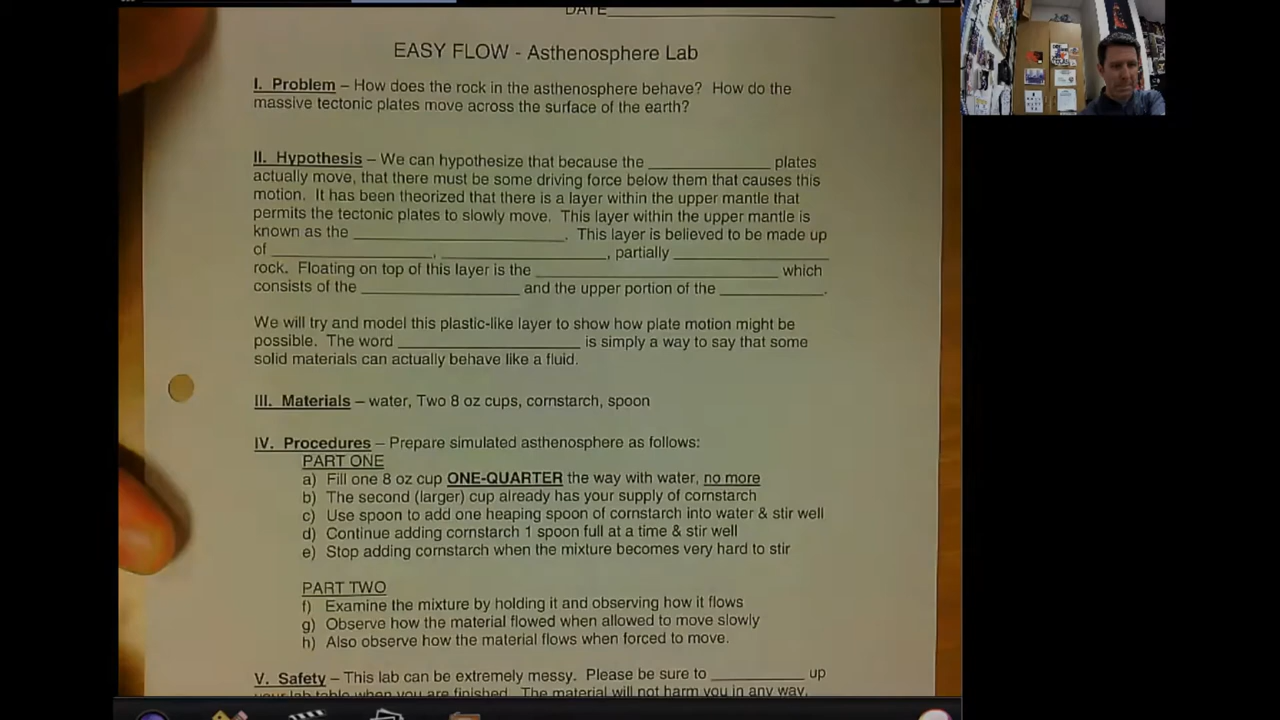 DATE____________________
EASY FLOW - Asthenosphere Lab
I. Problem – How does the rock in the asthenosphere behave? How do the
massive tectonic plates move across the surface of the earth?
II. Hypothesis – We can hypothesize that because the ____________ plates
actually move, that there must be some driving force below them that causes this
motion. It has been theorized that there is a layer within the upper mantle that
permits the tectonic plates to slowly move. This layer within the upper mantle is
known as the ____________________. This layer is believed to be made up
of ________________, ________________, partially ________________
rock. Floating on top of this layer is the ________________________ which
consists of the ________________ and the upper portion of the __________.
We will try and model this plastic-like layer to show how plate motion might be
possible. The word __________________ is simply a way to say that some
solid materials can actually behave like a fluid.
III. Materials – water, Two 8 oz cups, cornstarch, spoon
IV. Procedures – Prepare simulated asthenosphere as follows:
PART ONE
a) Fill one 8 oz cup ONE-QUARTER the way with water, no more
b) The second (larger) cup already has your supply of cornstarch
c) Use spoon to add one heaping spoon of cornstarch into water & stir well
d) Continue adding cornstarch 1 spoon full at a time & stir well
e) Stop adding cornstarch when the mixture becomes very hard to stir
PART TWO
f) Examine the mixture by holding it and observing how it flows
g) Observe how the material flowed when allowed to move slowly
h) Also observe how the material flows when forced to move.
V. Safety – This lab can be extremely messy. Please be sure to _________ up
your lab table when you are finished. The material will not harm you in any way.